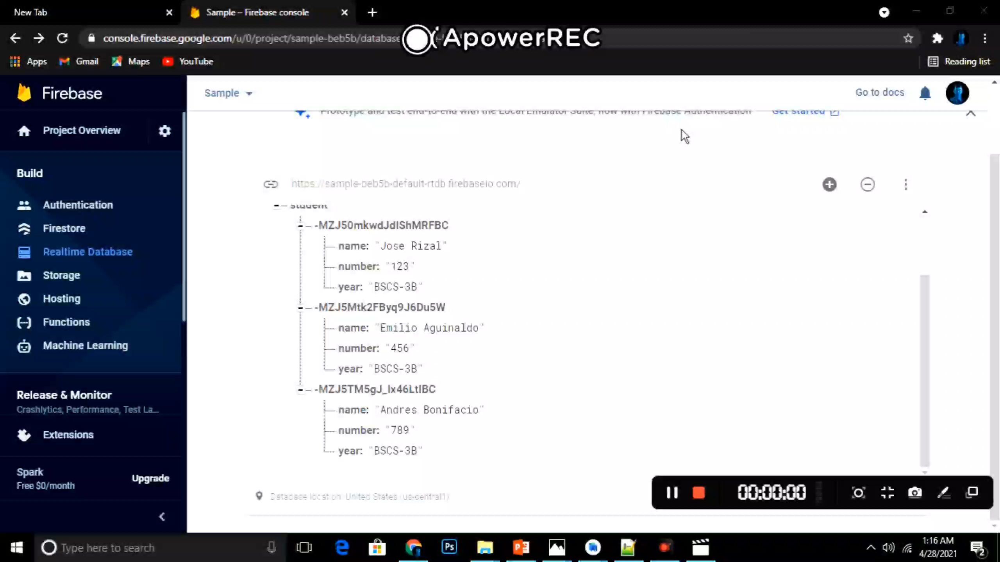 New Tab
Sample – Firebase console
console.firebase.google.com/u/0/project/sample-beb5b/database
ApowerREC
Apps
Gmail
Maps
YouTube
Reading list
Firebase
Sample
Go to docs
Prototype and test end-to-end with the Local Emulator Suite, now with Firebase Authentication
Get started
Project Overview
Build
Authentication
Firestore
Realtime Database
Storage
Hosting
Functions
Machine Learning
Release & Monitor
Crashlytics, Performance, Test La...
Extensions
Spark
Free $0/month
Upgrade
https://sample-beb5b-default-rtdb.firebaseio.com/
student
-MZJ50mkwdJdIShMRFBC
name: "Jose Rizal"
number: "123"
year: "BSCS-3B"
-MZJ5Mtk2FByq9J6Du5W
name: "Emilio Aguinaldo"
number: "456"
year: "BSCS-3B"
-MZJ5TM5gJ_Ix46LtIBC
name: "Andres Bonifacio"
number: "789"
year: "BSCS-3B"
Database location: United States (us-central1)
00:00:00
Type here to search
Ps
1:16 AM
4/28/2021
2